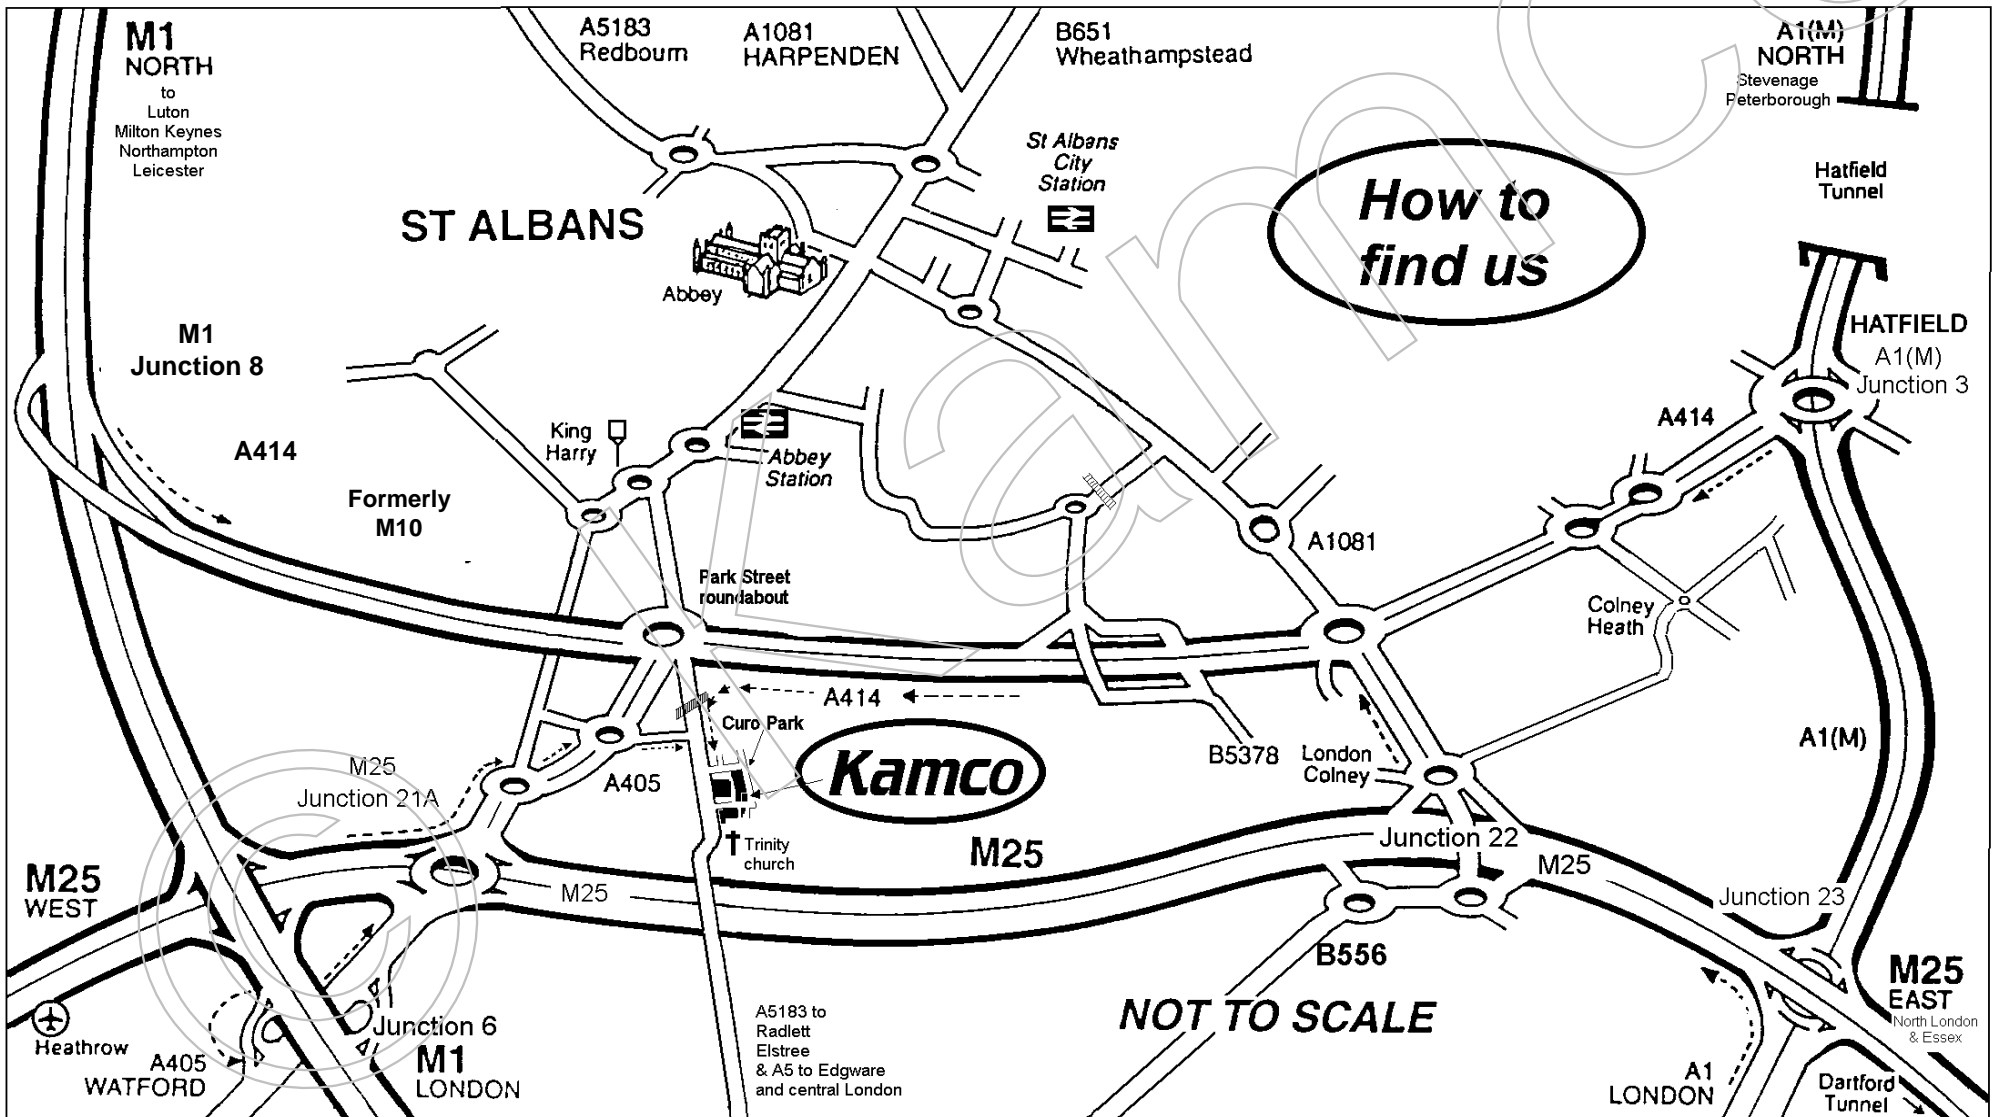 M1
NORTH
to
Luton
Milton Keynes
Northampton
Leicester
A5183
Redbourn
A1081
HARPENDEN
B651
Wheathampstead
A1(M)
NORTH
Stevenage
Peterborough
St Albans
City
Station
Hatfield
Tunnel
How to
find us
ST ALBANS
Abbey
M1
Junction 8
HATFIELD
A1(M)
Junction 3
A414
King
Harry
A414
Abbey
Station
Formerly
M10
A1081
Park Street
roundabout
Colney
Heath
A414
Curo Park
Kamco
B5378
London
Colney
A1(M)
M25
Junction 21A
A405
Trinity
church
M25
Junction 22
M25
M25
WEST
M25
Junction 23
B556
M25
EAST
North London
& Essex
NOT TO SCALE
Heathrow
A405
WATFORD
Junction 6
M1
LONDON
A5183 to
Radlett
Elstree
& A5 to Edgware
and central London
A1
LONDON
Dartford
Tunnel
© Kamco